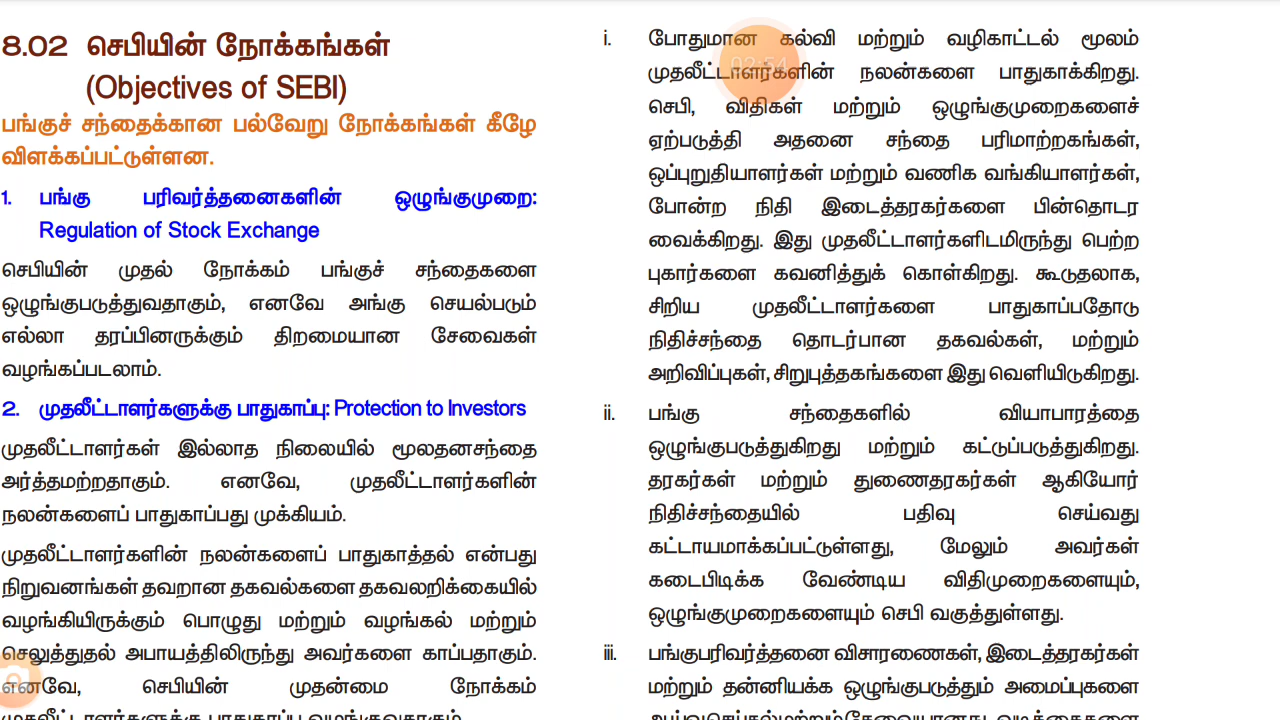 8.02 செபியின் நோக்கங்கள்
(Objectives of SEBI)
பங்குச் சந்தைக்கான பல்வேறு நோக்கங்கள் கீழே
விளக்கப்பட்டுள்ளன.
1. பங்கு பரிவர்த்தனைகளின் ஒழுங்குமுறை:
Regulation of Stock Exchange
செபியின் முதல் நோக்கம் பங்குச் சந்தைகளை
ஒழுங்குபடுத்துவதாகும், எனவே அங்கு செயல்படும்
எல்லா தரப்பினருக்கும் திறமையான சேவைகள்
வழங்கப்படலாம்.
2. முதலீட்டாளர்களுக்கு பாதுகாப்பு: Protection to Investors
முதலீட்டாளர்கள் இல்லாத நிலையில் மூலதனசந்தை
அர்த்தமற்றதாகும். எனவே, முதலீட்டாளர்களின்
நலன்களைப் பாதுகாப்பது முக்கியம்.
முதலீட்டாளர்களின் நலன்களைப் பாதுகாத்தல் என்பது
நிறுவனங்கள் தவறான தகவல்களை தகவலறிக்கையில்
வழங்கியிருக்கும் பொழுது மற்றும் வழங்கல் மற்றும்
செலுத்துதல் அபாயத்திலிருந்து அவர்களை காப்பதாகும்.
எனவே, செபியின் முதன்மை நோக்கம்
முதலீட்டாளர்களுக்கு பாதுகாப்பு வழங்குவதாகும்.
i. போதுமான கல்வி மற்றும் வழிகாட்டல் மூலம்
முதலீட்டாளர்களின் நலன்களை பாதுகாக்கிறது.
செபி, விதிகள் மற்றும் ஒழுங்குமுறைகளைச்
ஏற்படுத்தி அதனை சந்தை பரிமாற்றகங்கள்,
ஒப்புறுதியாளர்கள் மற்றும் வணிக வங்கியாளர்கள்,
போன்ற நிதி இடைத்தரகர்களை பின்தொடர
வைக்கிறது. இது முதலீட்டாளர்களிடமிருந்து பெற்ற
புகார்களை கவனித்துக் கொள்கிறது. கூடுதலாக,
சிறிய முதலீட்டாளர்களை பாதுகாப்பதோடு
நிதிச்சந்தை தொடர்பான தகவல்கள், மற்றும்
அறிவிப்புகள், சிறுபுத்தகங்களை இது வெளியிடுகிறது.
ii. பங்கு சந்தைகளில் வியாபாரத்தை
ஒழுங்குபடுத்துகிறது மற்றும் கட்டுப்படுத்துகிறது.
தரகர்கள் மற்றும் துணைதரகர்கள் ஆகியோர்
நிதிச்சந்தையில் பதிவு செய்வது
கட்டாயமாக்கப்பட்டுள்ளது, மேலும் அவர்கள்
கடைபிடிக்க வேண்டிய விதிமுறைகளையும்,
ஒழுங்குமுறைகளையும் செபி வகுத்துள்ளது.
iii. பங்குபரிவர்த்தனை விசாரணைகள், இடைத்தரகர்கள்
மற்றும் தன்னியக்க ஒழுங்குபடுத்தும் அமைப்புகளை
02:54